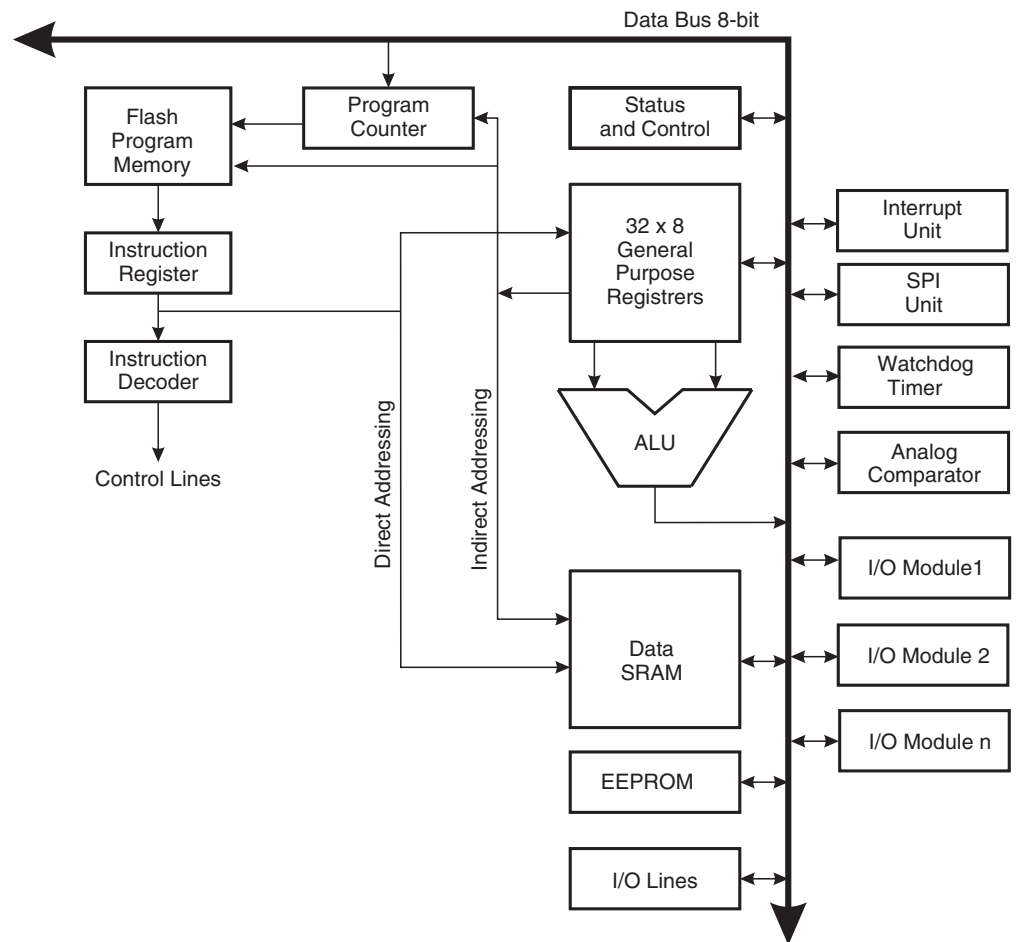 Data Bus 8-bit
Flash
Program
Memory
Program
Counter
Status
and Control
32 x 8
General
Purpose
Registrers
Interrupt
Unit
Instruction
Register
SPI
Unit
Instruction
Decoder
Watchdog
Timer
ALU
Analog
Comparator
Control Lines
Direct Addressing
Indirect Addressing
I/O Module1
Data
SRAM
I/O Module 2
I/O Module n
EEPROM
I/O Lines